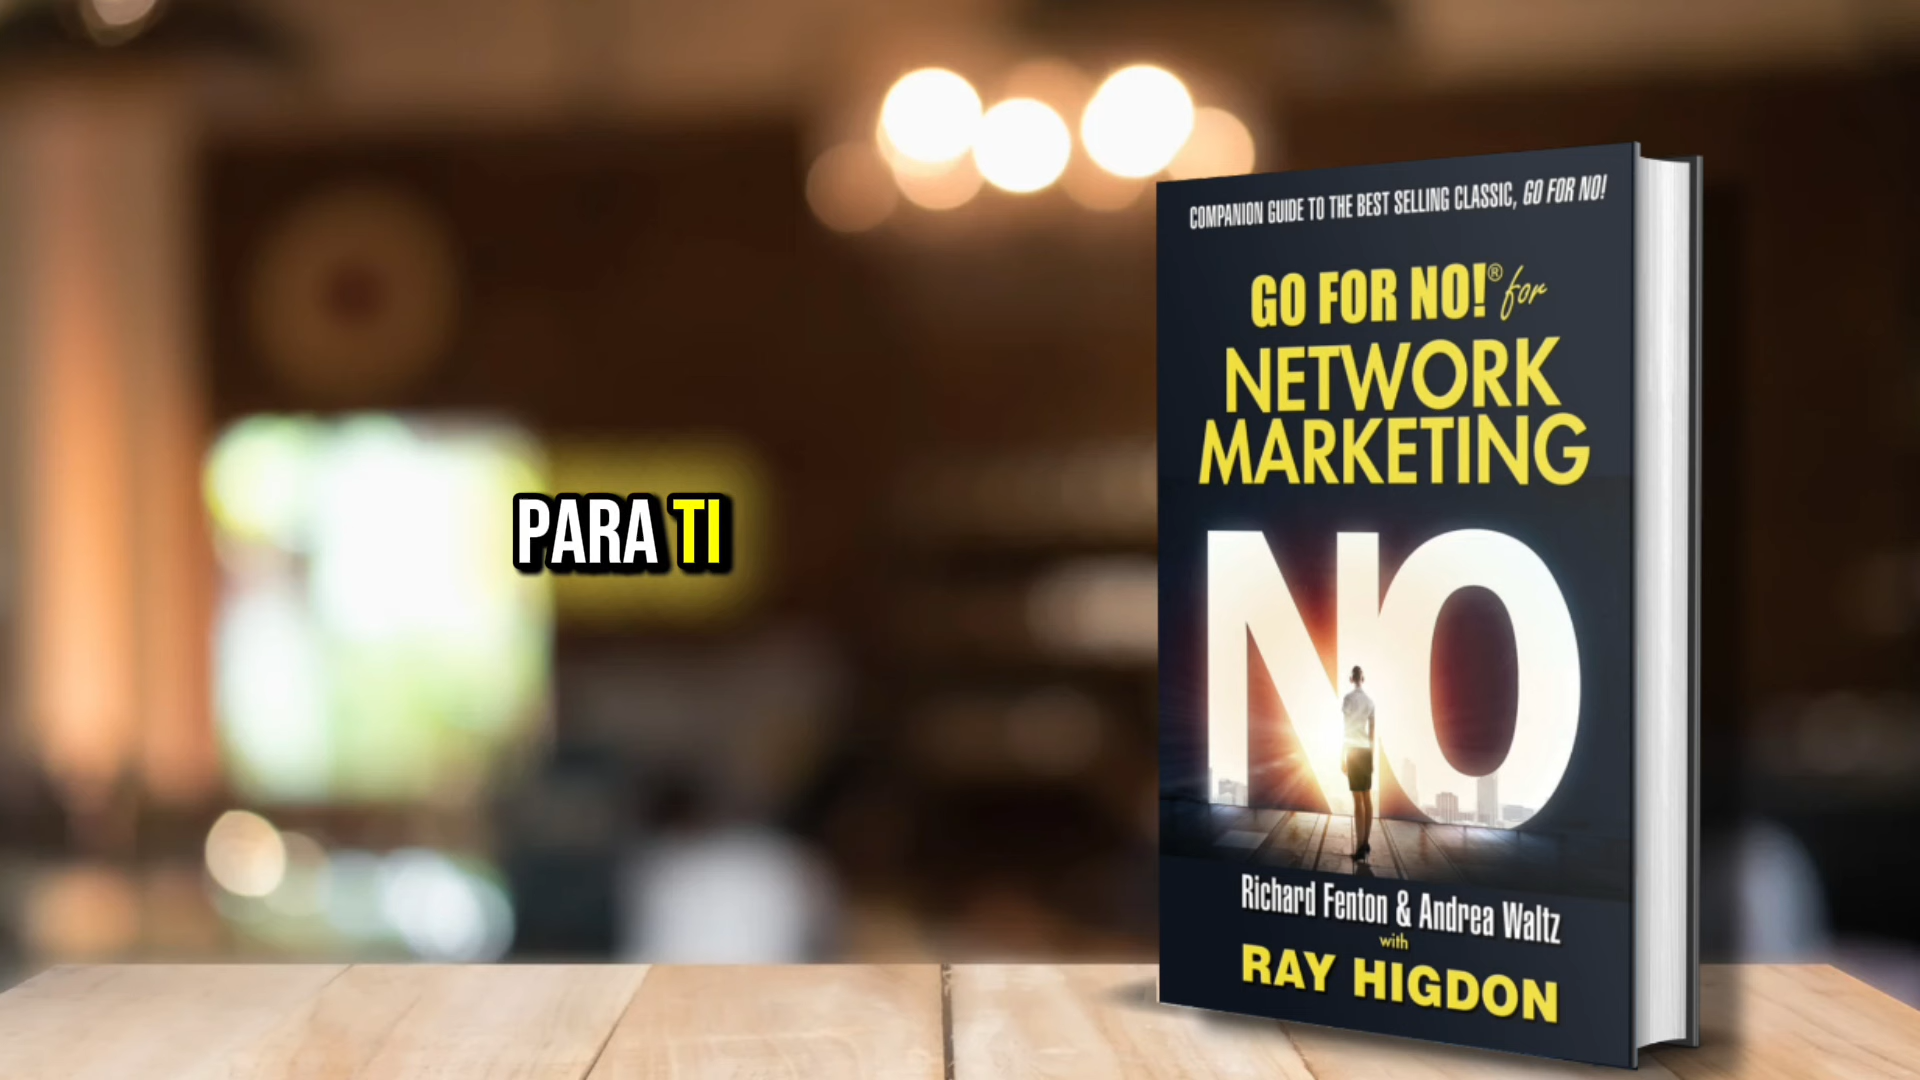 PARA TI
COMPANION GUIDE TO THE BEST SELLING CLASSIC, GO FOR NO!
GO FOR NO!® for
NETWORK
MARKETING
NO
Richard Fenton & Andrea Waltz
with
RAY HIGDON